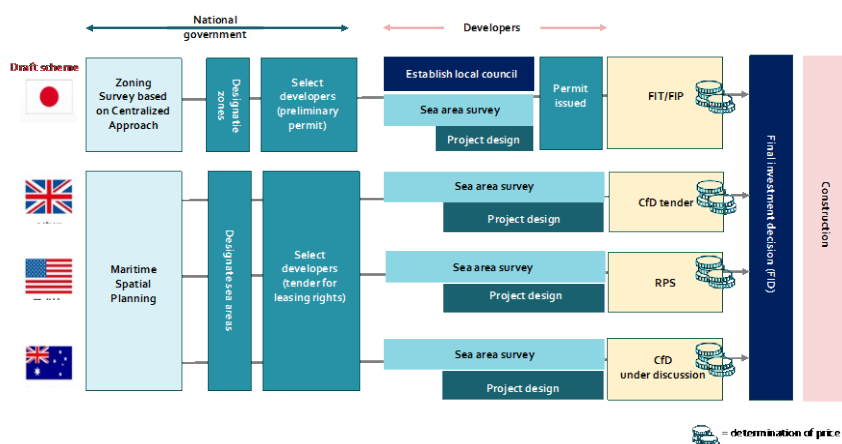 National
government
Developers
Draft scheme
Zoning
Survey based
on Centralized
Approach
Designatie
zones
Select
developers
(preliminary
permit)
Establish local council
Sea area survey
Project design
Permit
issued
FIT/FIP
Maritime
Spatial
Planning
Designate sea areas
Select
developers
(tender for
leasing rights)
Sea area survey
Project design
CfD tender
Sea area survey
Project design
RPS
Sea area survey
Project design
CfD
under discussion
Final investment decision (FID)
Construction
= determination of price